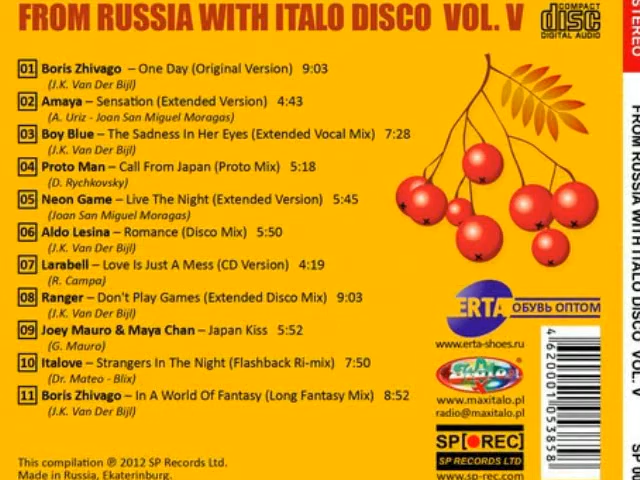 FROM RUSSIA WITH ITALO DISCO VOL. V
COMPACT
disc
DIGITAL AUDIO
01 Boris Zhivago – One Day (Original Version) 9:03
(J.K. Van Der Bijl)
02 Amaya – Sensation (Extended Version) 4:43
(A. Uriz - Joan San Miguel Moragas)
03 Boy Blue – The Sadness In Her Eyes (Extended Vocal Mix) 7:28
(J.K. Van Der Bijl)
04 Proto Man – Call From Japan (Proto Mix) 5:18
(D. Rychkovsky)
05 Neon Game – Live The Night (Extended Version) 5:45
(Joan San Miguel Moragas)
06 Aldo Lesina – Romance (Disco Mix) 5:50
(J.K. Van Der Bijl)
07 Larabell – Love Is Just A Mess (CD Version) 4:19
(R. Campa)
08 Ranger – Don't Play Games (Extended Disco Mix) 9:03
(J.K. Van Der Bijl)
09 Joey Mauro & Maya Chan – Japan Kiss 5:52
(G. Mauro)
10 Italove – Strangers In The Night (Flashback Ri-mix) 7:50
(Dr. Mateo - Blix)
11 Boris Zhivago – In A World Of Fantasy (Long Fantasy Mix) 8:52
(J.K. Van Der Bijl)
This compilation ℗ 2012 SP Records Ltd.
Made in Russia, Ekaterinburg.
ERTA ОБУВЬ ОПТОМ
www.erta-shoes.ru
www.maxitalo.pl
radio@maxitalo.pl
SP[●REC]
SP RECORDS LTD
www.sp-rec.com
4620001053858
STEREO
FROM RUSSIA WITH ITALO DISCO VOL. V